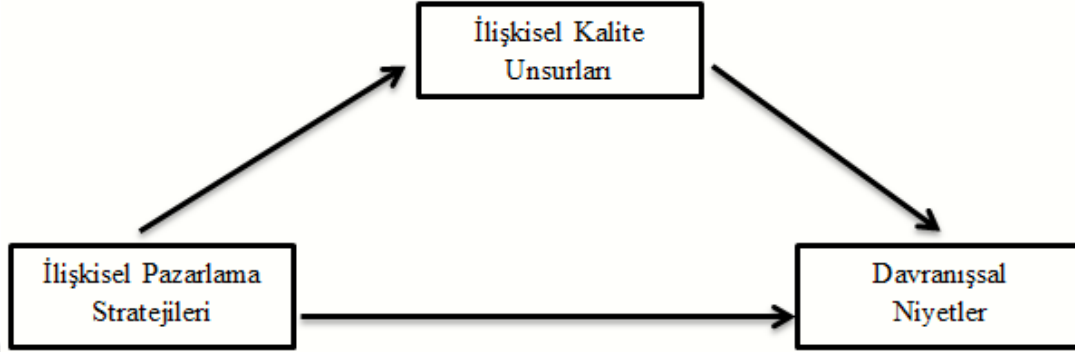 İlişkisel Kalite
Unsurları
İlişkisel Pazarlama
Stratejileri
Davranışsal
Niyetler